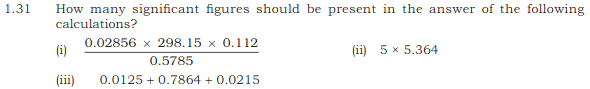 1.31 How many significant figures should be present in the answer of the following
calculations?
(i) 0.02856 × 298.15 × 0.112
0.5785
(ii) 5 × 5.364
(iii) 0.0125 + 0.7864 + 0.0215